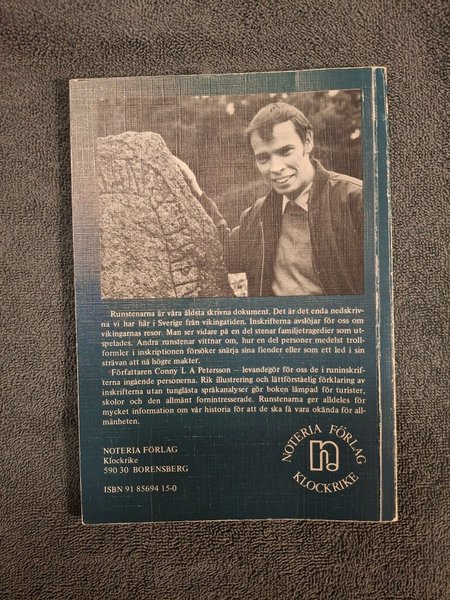 Runstenarna är våra äldsta skrivna dokument. Det är det enda nedskriv-
na vi har här i Sverige från vikingatiden. Inskrifterna avslöjar för oss om
vikingarnas resor. Man ser vidare på en del stenar familjetragedier som ut-
spelades. Andra runstenar vittnar om, hur en del personer medelst troll-
formler i inskriptionen försöker snärja sina fiender eller som ett led i sin
strävan att nå högre makter.
·Författaren Conny L A Petersson – levandegör för oss de i runinskrif-
terna ingående personerna. Rik illustrering och lättförståelig förklaring av
inskrifterna utan tunglästa språkanalyser gör boken lämpad för turister,
skolor och den allmänt fornintresserade. Runstenarna ger alldeles för
mycket information om vår historia för att de ska få vara okända för all-
mänheten.
NOTERIA FÖRLAG
Klockrike
590 30 BORENSBERG
ISBN 91 85694 15-0
NOTERIA FÖRLAG
n
KLOCKRIKE